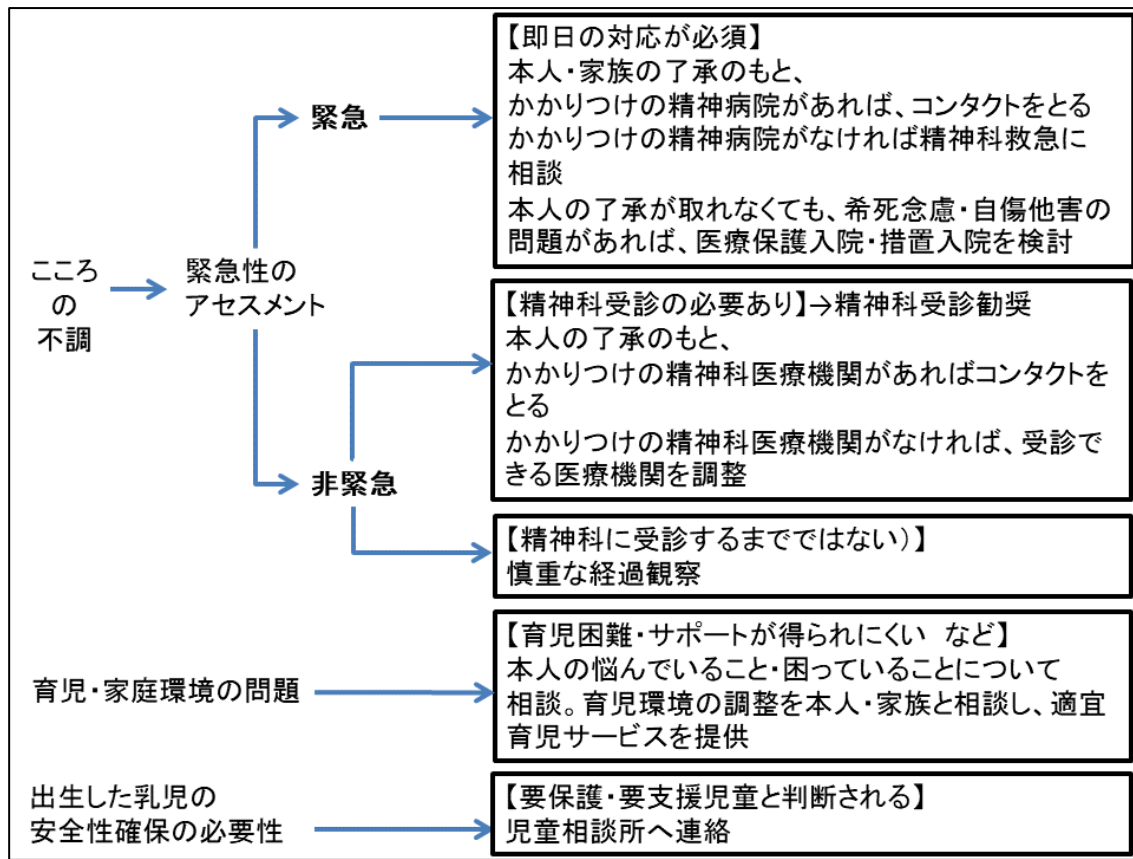 こころ
の
不調
緊急性の
アセスメント
緊急
【即日の対応が必須】
本人・家族の了承のもと、
かかりつけの精神病院があれば、コンタクトをとる
かかりつけの精神病院がなければ精神科救急に
相談
本人の了承が取れなくても、希死念慮・自傷他害の
問題があれば、医療保護入院・措置入院を検討
非緊急
【精神科受診の必要あり】→精神科受診勧奨
本人の了承のもと、
かかりつけの精神科医療機関があればコンタクトを
とる
かかりつけの精神科医療機関がなければ、受診で
きる医療機関を調整
【精神科に受診するまでではない）】
慎重な経過観察
育児・家庭環境の問題
【育児困難・サポートが得られにくい など】
本人の悩んでいること・困っていることについて
相談。育児環境の調整を本人・家族と相談し、適宜
育児サービスを提供
出生した乳児の
安全性確保の必要性
【要保護・要支援児童と判断される】
児童相談所へ連絡